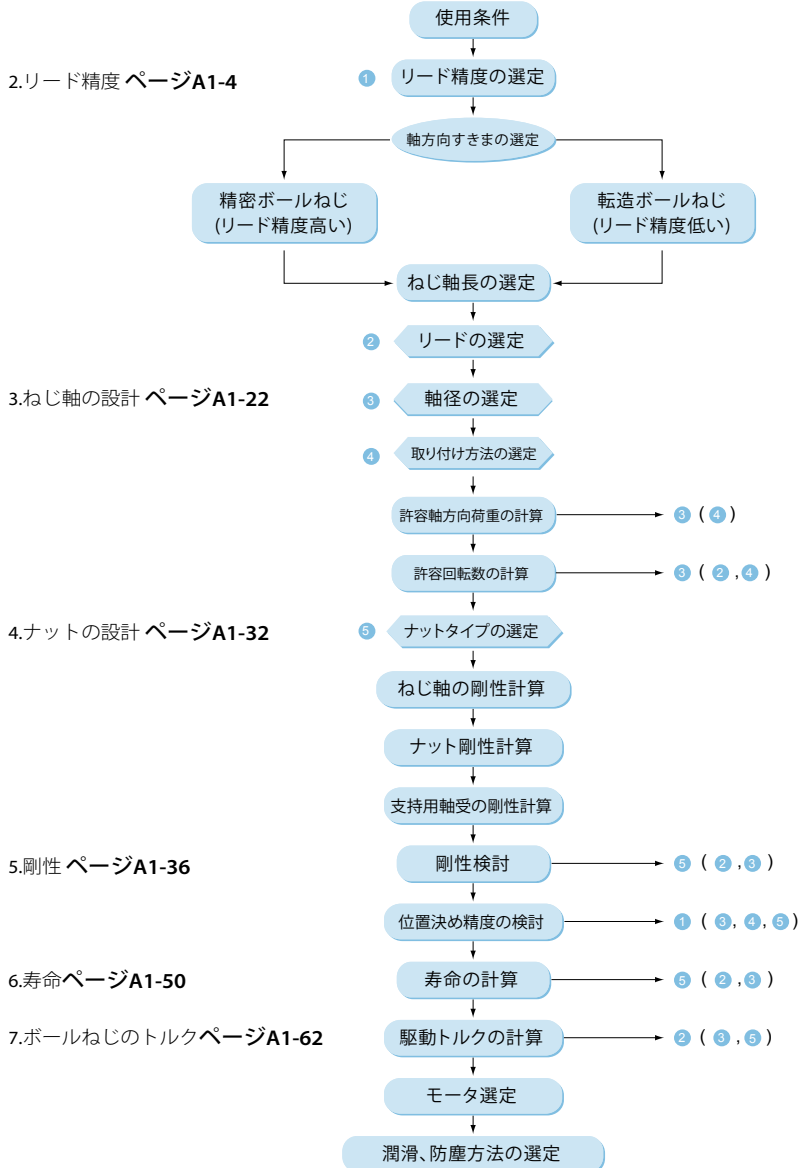 使用条件
2.リード精度 ページA1-4
1 リード精度の選定
軸方向すきまの選定
精密ボールねじ
(リード精度高い)
転造ボールねじ
(リード精度低い)
ねじ軸長の選定
2 リードの選定
3.ねじ軸の設計 ページA1-22
3 軸径の選定
4 取り付け方法の選定
許容軸方向荷重の計算 3 ( 4 )
許容回転数の計算 3 ( 2 ,4 )
4.ナットの設計 ページA1-32
5 ナットタイプの選定
ねじ軸の剛性計算
ナット剛性計算
支持用軸受の剛性計算
5.剛性 ページA1-36
剛性検討 5 ( 2 ,3 )
位置決め精度の検討 1 ( 3, 4, 5 )
6.寿命ページA1-50
寿命の計算 5 ( 2 ,3 )
7.ボールねじのトルクページA1-62
駆動トルクの計算 2 ( 3 ,5 )
モータ選定
潤滑、防塵方法の選定